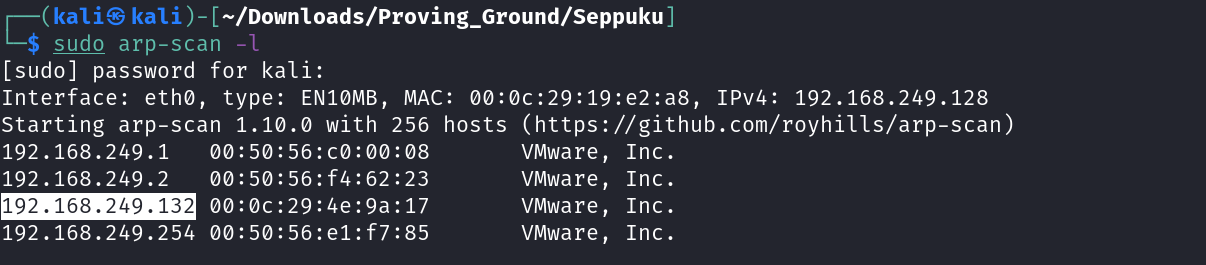 ┌──(kali㉿kali)-[~/Downloads/Proving_Ground/Seppuku]
└─$ sudo arp-scan -l
[sudo] password for kali:
Interface: eth0, type: EN10MB, MAC: 00:0c:29:19:e2:a8, IPv4: 192.168.249.128
Starting arp-scan 1.10.0 with 256 hosts (https://github.com/royhills/arp-scan)
192.168.249.1   00:50:56:c0:00:08       VMware, Inc.
192.168.249.2   00:50:56:f4:62:23       VMware, Inc.
192.168.249.132 00:0c:29:4e:9a:17       VMware, Inc.
192.168.249.254 00:50:56:e1:f7:85       VMware, Inc.